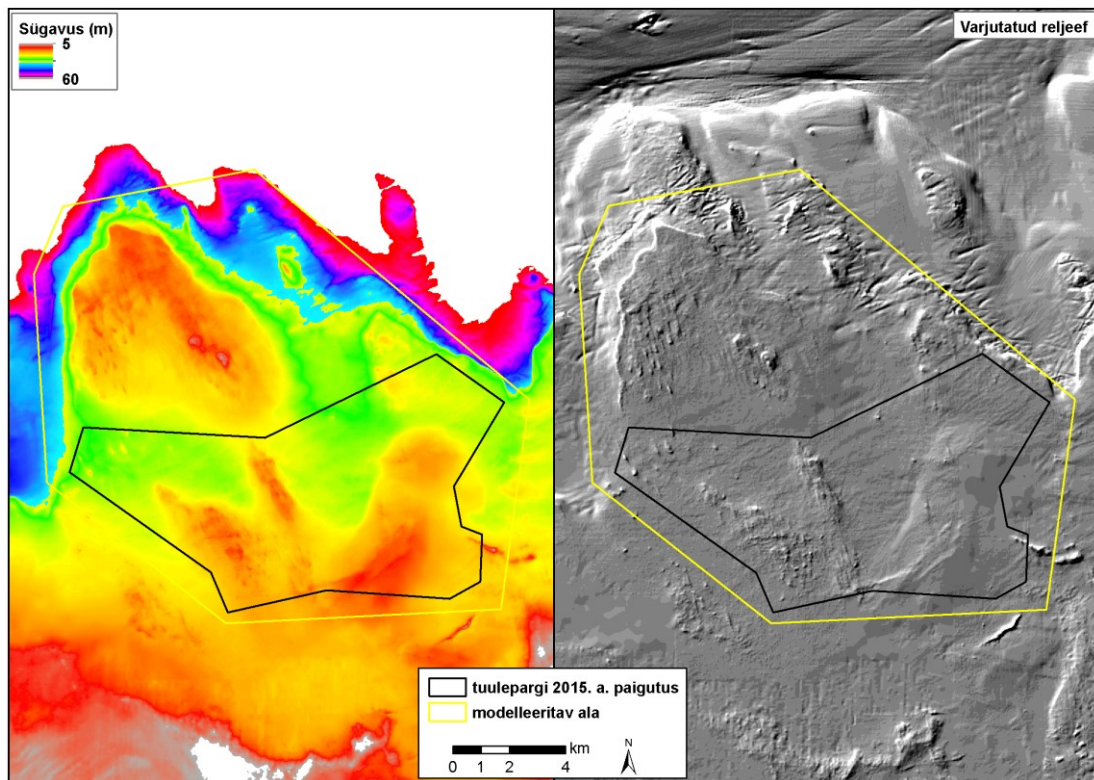 Sügavus (m)
5
60
Varjutatud reljeef
tuulepargi 2015. a. paigutus
modelleeritav ala
km
0 1 2 4
N